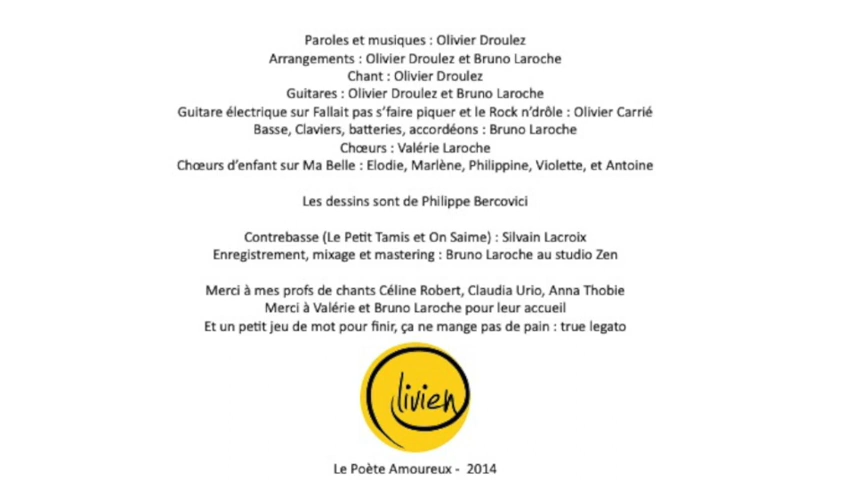 Paroles et musiques : Olivier Droulez
Arrangements : Olivier Droulez et Bruno Laroche
Chant : Olivier Droulez
Guitares : Olivier Droulez et Bruno Laroche
Guitare électrique sur Fallait pas s’faire piquer et le Rock n’drôle : Olivier Carrié
Basse, Claviers, batteries, accordéons : Bruno Laroche
Chœurs : Valérie Laroche
Chœurs d’enfant sur Ma Belle : Elodie, Marlène, Philippine, Violette, et Antoine
Les dessins sont de Philippe Bercovici
Contrebasse (Le Petit Tamis et On Saime) : Silvain Lacroix
Enregistrement, mixage et mastering : Bruno Laroche au studio Zen
Merci à mes profs de chants Céline Robert, Claudia Urio, Anna Thobie
Merci à Valérie et Bruno Laroche pour leur accueil
Et un petit jeu de mot pour finir, ça ne mange pas de pain : true legato
Olivien
Le Poète Amoureux - 2014